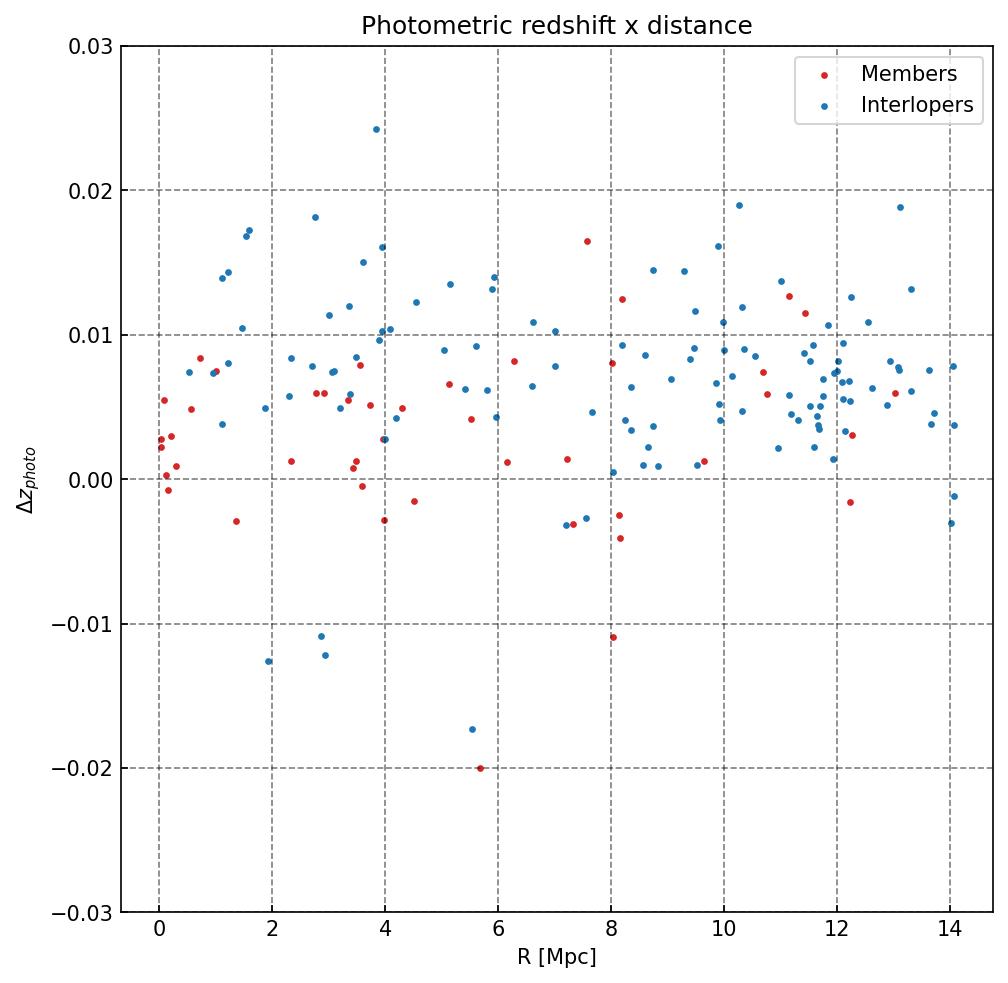 Photometric redshift x distance
Members
Interlopers
0.03
0.02
0.01
0.00
−0.01
−0.02
−0.03
Δz_photo
0 2 4 6 8 10 12 14
R [Mpc]